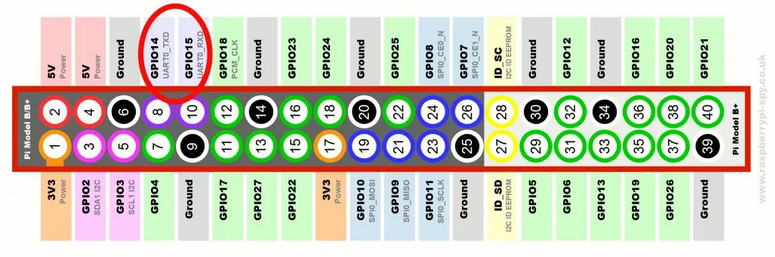 5V Power
5V Power
Ground
GPIO14 UART0_TXD
GPIO15 UART0_RXD
GPIO18 PCM_CLK
Ground
GPIO23
GPIO24
Ground
GPIO25
GPIO8 SPI0_CE0_N
GPIO7 SPI0_CE1_N
ID_SC I2C ID EEPROM
Ground
GPIO12
Ground
GPIO16
GPIO20
GPIO21
Pi Model B/B+
2 4 6 8 10 12 14 16 18 20 22 24 26 28 30 32 34 36 38 40
1 3 5 7 9 11 13 15 17 19 21 23 25 27 29 31 33 35 37 39
Pi Model B+
3V3 Power
GPIO2 SDA1 I2C
GPIO3 SCL1 I2C
GPIO4
Ground
GPIO17
GPIO27
GPIO22
3V3 Power
GPIO10 SPI0_MOSI
GPIO9 SPI0_MISO
GPIO11 SPI0_SCLK
Ground
ID_SD I2C ID EEPROM
GPIO5
GPIO6
GPIO13
GPIO19
GPIO26
Ground
www.raspberrypi-spy.co.uk